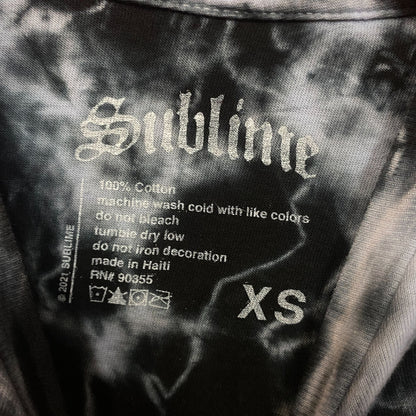 Sublime
100% Cotton
machine wash cold with like colors
do not bleach
tumble dry low
do not iron decoration
made in Haiti
RN# 90355
© 2021 SUBLIME
XS